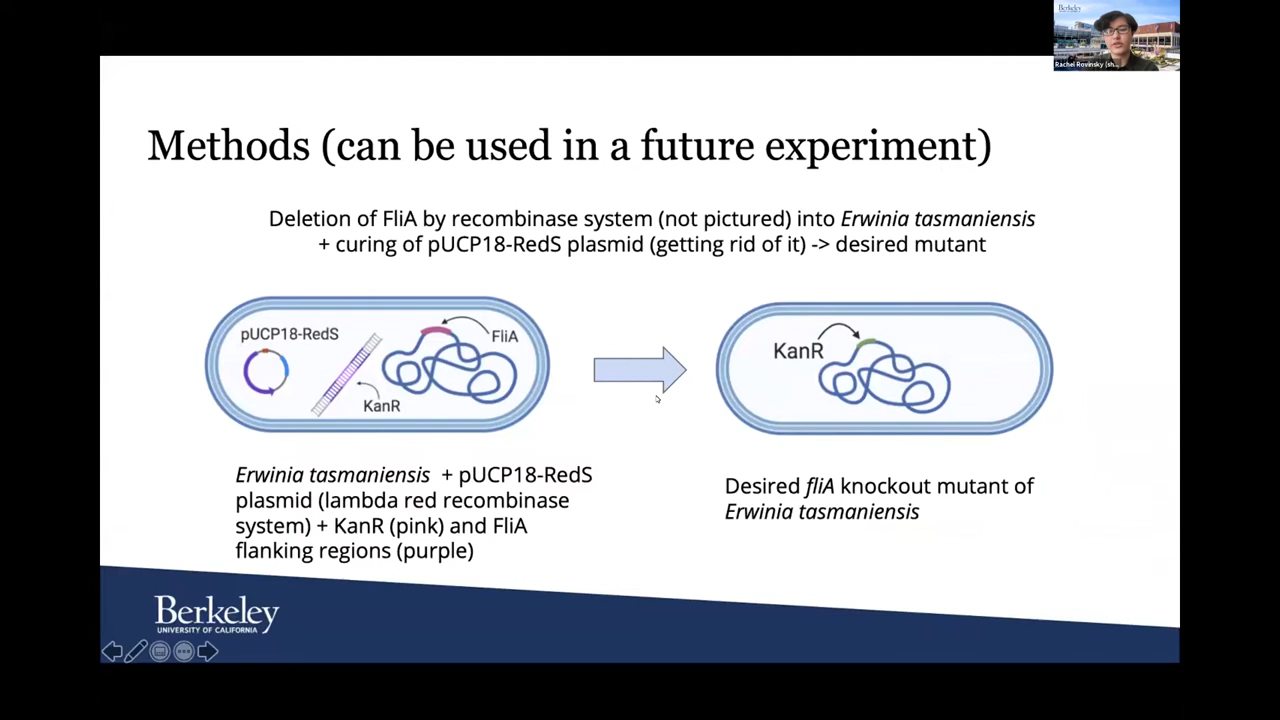 Berkeley
Rachel Rovinsky (sh...
Methods (can be used in a future experiment)
Deletion of FliA by recombinase system (not pictured) into Erwinia tasmaniensis
+ curing of pUCP18-RedS plasmid (getting rid of it) -> desired mutant
pUCP18-RedS
FliA
KanR
KanR
Erwinia tasmaniensis + pUCP18-RedS
plasmid (lambda red recombinase
system) + KanR (pink) and FliA
flanking regions (purple)
Desired fliA knockout mutant of
Erwinia tasmaniensis
Berkeley
UNIVERSITY OF CALIFORNIA